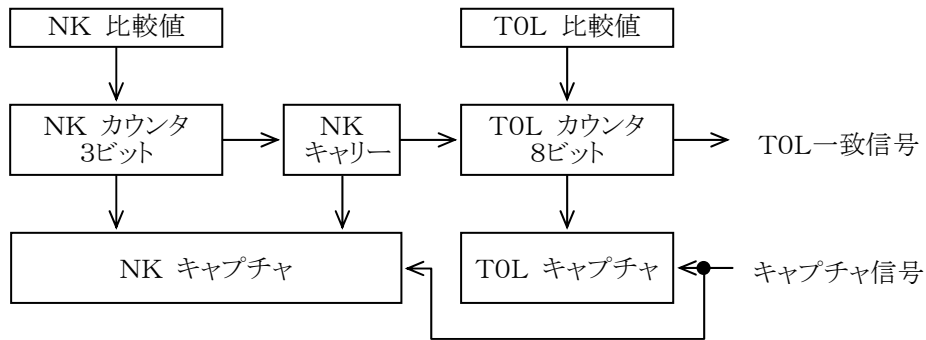 NK 比較値
T0L 比較値
NK カウンタ
3ビット
NK
キャリー
T0L カウンタ
8ビット
T0L一致信号
NK キャプチャ
T0L キャプチャ
キャプチャ信号